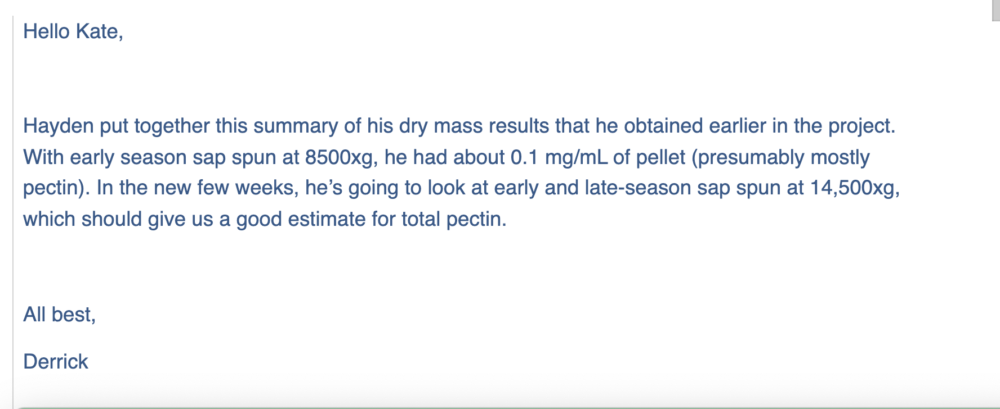 Hello Kate,
Hayden put together this summary of his dry mass results that he obtained earlier in the project.
With early season sap spun at 8500xg, he had about 0.1 mg/mL of pellet (presumably mostly
pectin). In the new few weeks, he’s going to look at early and late-season sap spun at 14,500xg,
which should give us a good estimate for total pectin.
All best,
Derrick